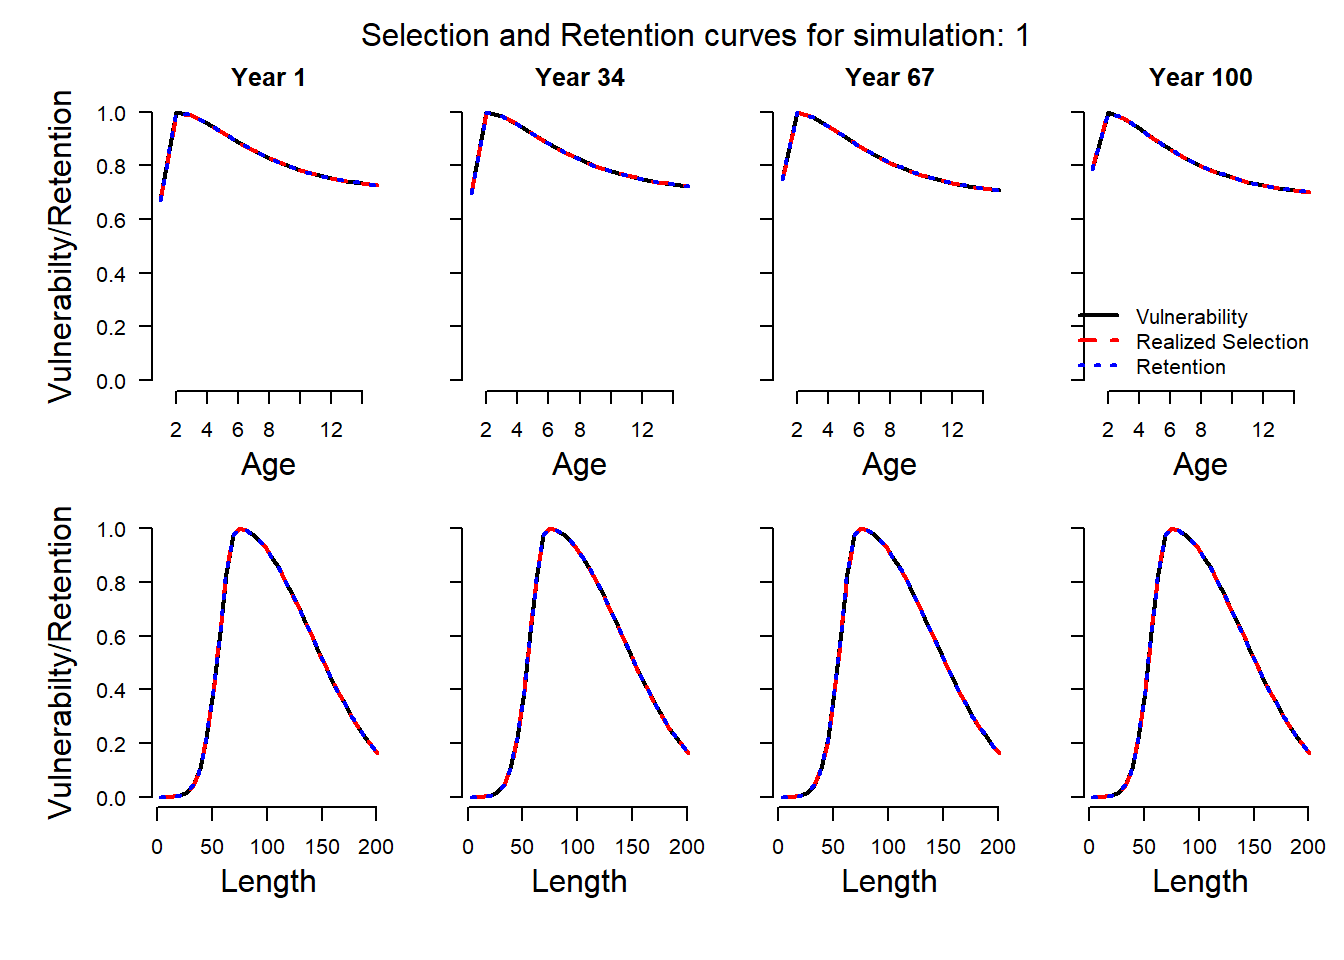 Selection and Retention curves for simulation: 1
Year 1 Year 34 Year 67 Year 100
Vulnerabilty/Retention
1.0
0.8
0.6
0.4
0.2
0.0
Vulnerability
Realized Selection
Retention
2 4 6 8 12 2 4 6 8 12 2 4 6 8 12 2 4 6 8 12
Age Age Age Age
Vulnerabilty/Retention
1.0
0.8
0.6
0.4
0.2
0.0
0 50 100 150 200 0 50 100 150 200 0 50 100 150 200 0 50 100 150 200
Length Length Length Length